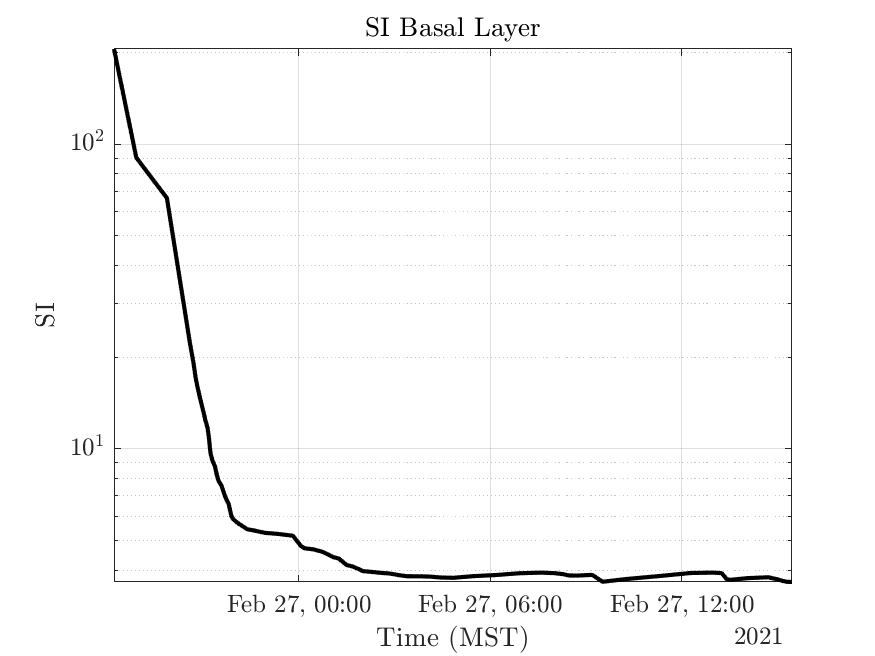 SI Basal Layer
10²
10¹
SI
Feb 27, 00:00
Feb 27, 06:00
Feb 27, 12:00
Time (MST)
2021